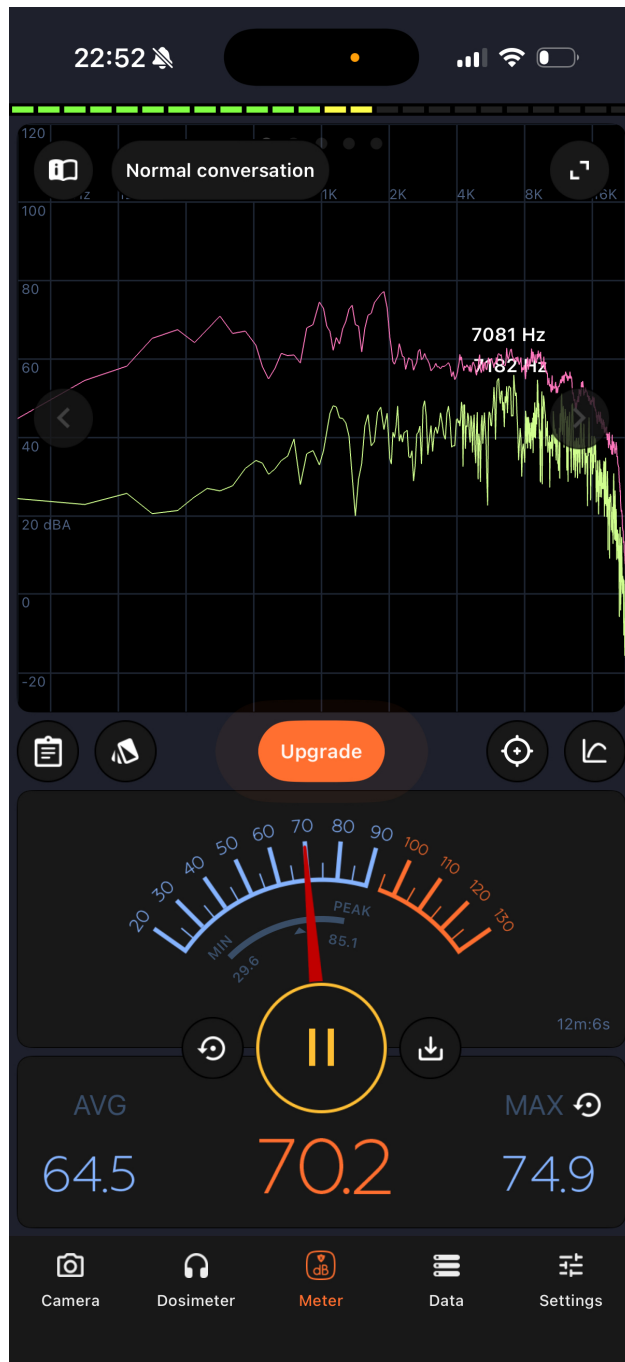 22:52
120
Normal conversation
1K 2K 4K 8K
100
80
7081 Hz
60
7182 Hz
40
20 dBA
0
-20
Upgrade
20 30 40 50 60 70 80 90 100 110 120 130
MIN PEAK
29.6 85.1
12m:6s
AVG MAX
64.5 70.2 74.9
dB
Camera Dosimeter Meter Data Settings